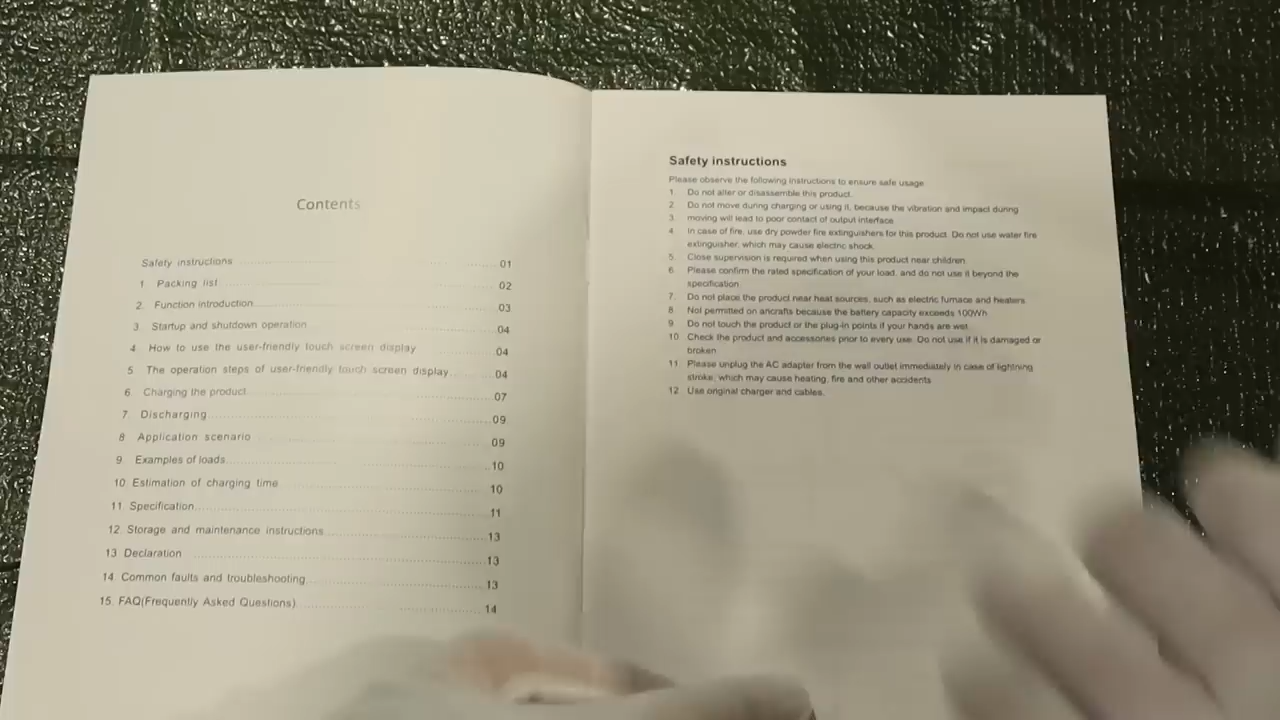 Contents
Safety instructions 01
1. Packing list 02
2. Function introduction 03
3. Startup and shutdown operation 04
4. How to use the user-friendly touch screen display 04
5. The operation steps of user-friendly touch screen display 04
6. Charging the product 07
7. Discharging 09
8. Application scenario 09
9. Examples of loads 10
10. Estimation of charging time 10
11. Specification 11
12. Storage and maintenance instructions 13
13. Declaration 13
14. Common faults and troubleshooting 13
15. FAQ(Frequently Asked Questions) 14
Safety instructions
Please observe the following instructions to ensure safe usage
1. Do not alter or disassemble this product.
2. Do not move during charging or using it, because the vibration and impact during
3. moving will lead to poor contact of output interface
4. In case of fire, use dry powder fire extinguishers for this product. Do not use water fire
extinguisher, which may cause electric shock.
5. Close supervision is required when using this product near children.
6. Please confirm the rated specification of your load, and do not use it beyond the
specification
7. Do not place the product near heat sources, such as electric furnace and heaters
8. Not permitted on aircrafts because the battery capacity exceeds 100Wh
9. Do not touch the product or the plug-in points if your hands are wet
10. Check the product and accessories prior to every use. Do not use if it is damaged or
broken
11. Please unplug the AC adapter from the wall outlet immediately in case of lightning
stroke, which may cause heating, fire and other accidents
12. Use original charger and cables.